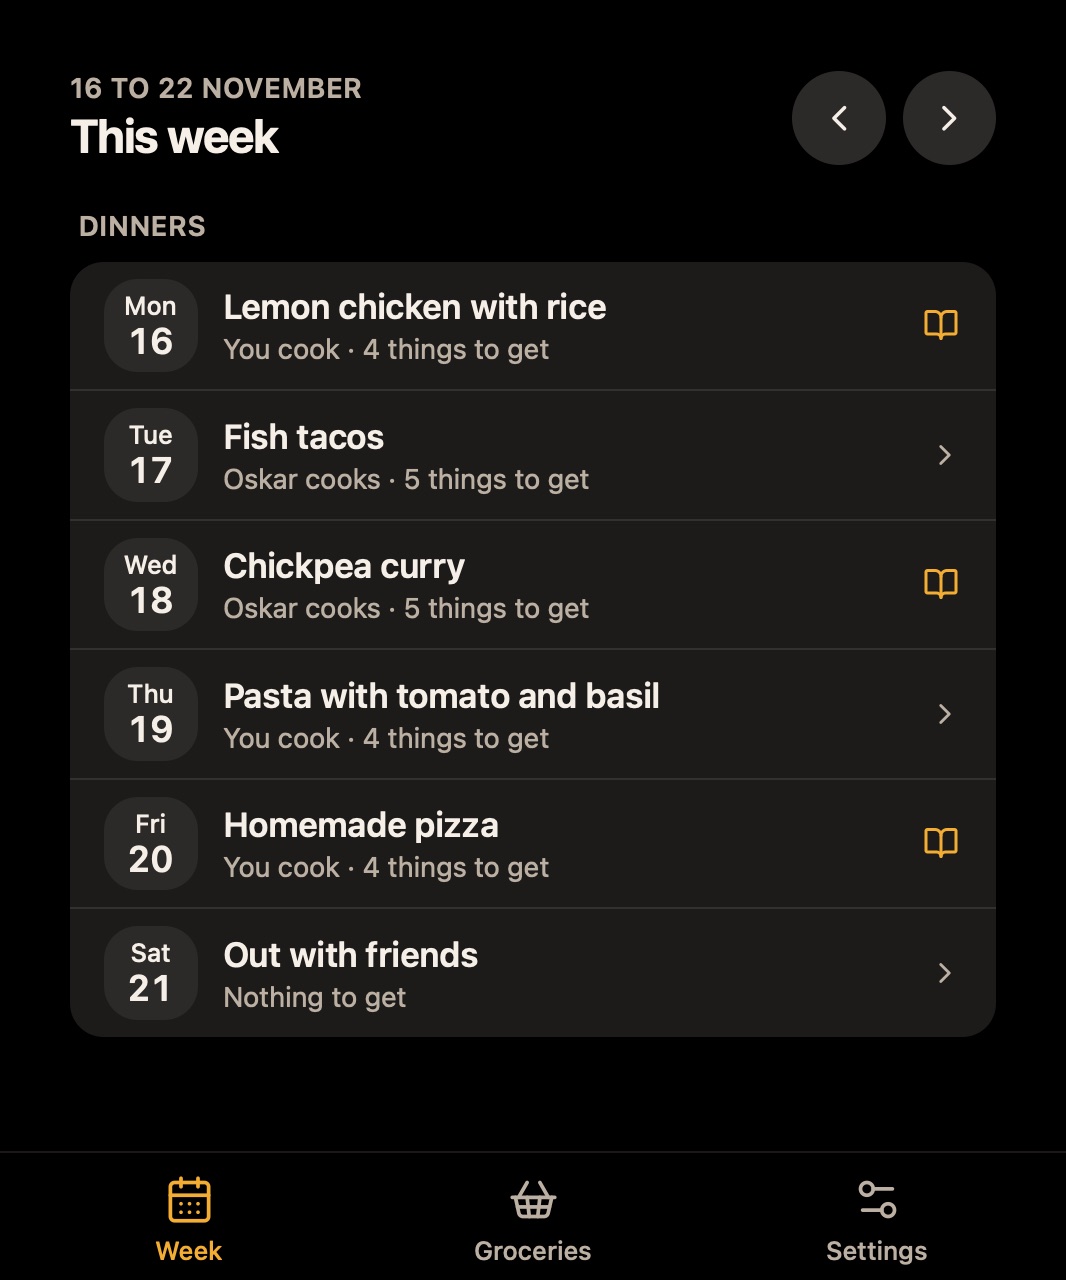 16 TO 22 NOVEMBER
This week
DINNERS
Mon
16
Lemon chicken with rice
You cook · 4 things to get
Tue
17
Fish tacos
Oskar cooks · 5 things to get
Wed
18
Chickpea curry
Oskar cooks · 5 things to get
Thu
19
Pasta with tomato and basil
You cook · 4 things to get
Fri
20
Homemade pizza
You cook · 4 things to get
Sat
21
Out with friends
Nothing to get
Week
Groceries
Settings